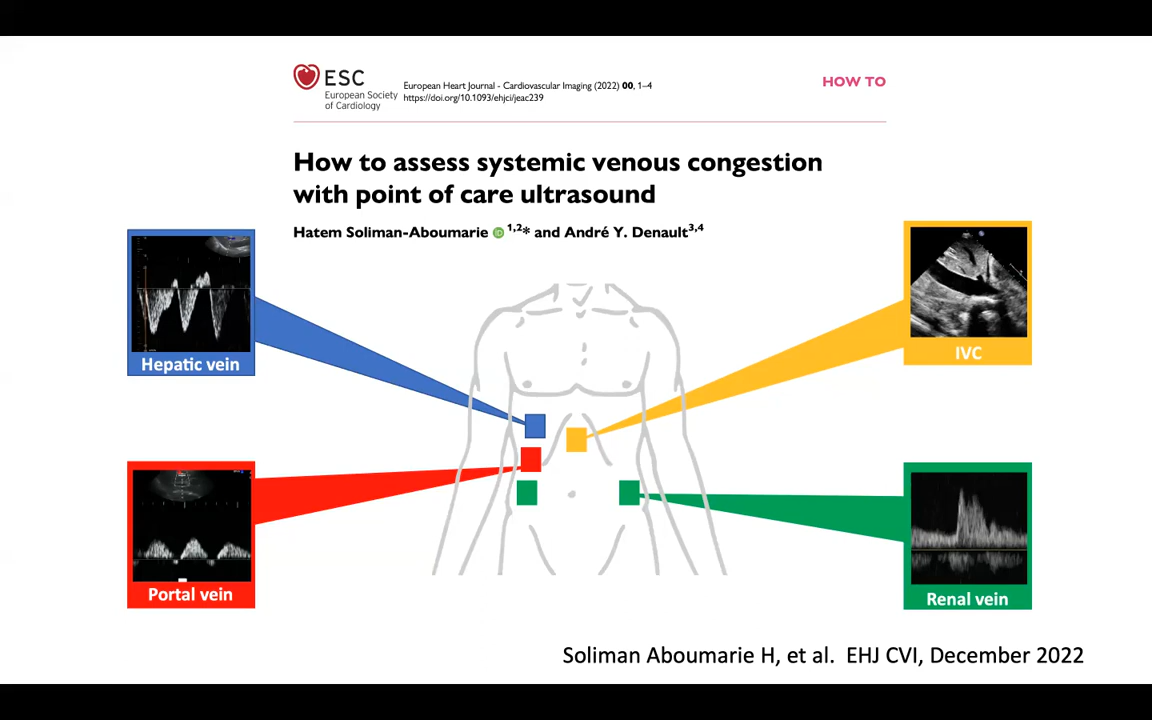 ESC
European Society
of Cardiology
European Heart Journal - Cardiovascular Imaging (2022) 00, 1–4
https://doi.org/10.1093/ehjci/jeac239
HOW TO
How to assess systemic venous congestion
with point of care ultrasound
Hatem Soliman-Aboumarie iD 1,2* and André Y. Denault3,4
Hepatic vein
IVC
Portal vein
Renal vein
Soliman Aboumarie H, et al. EHJ CVI, December 2022